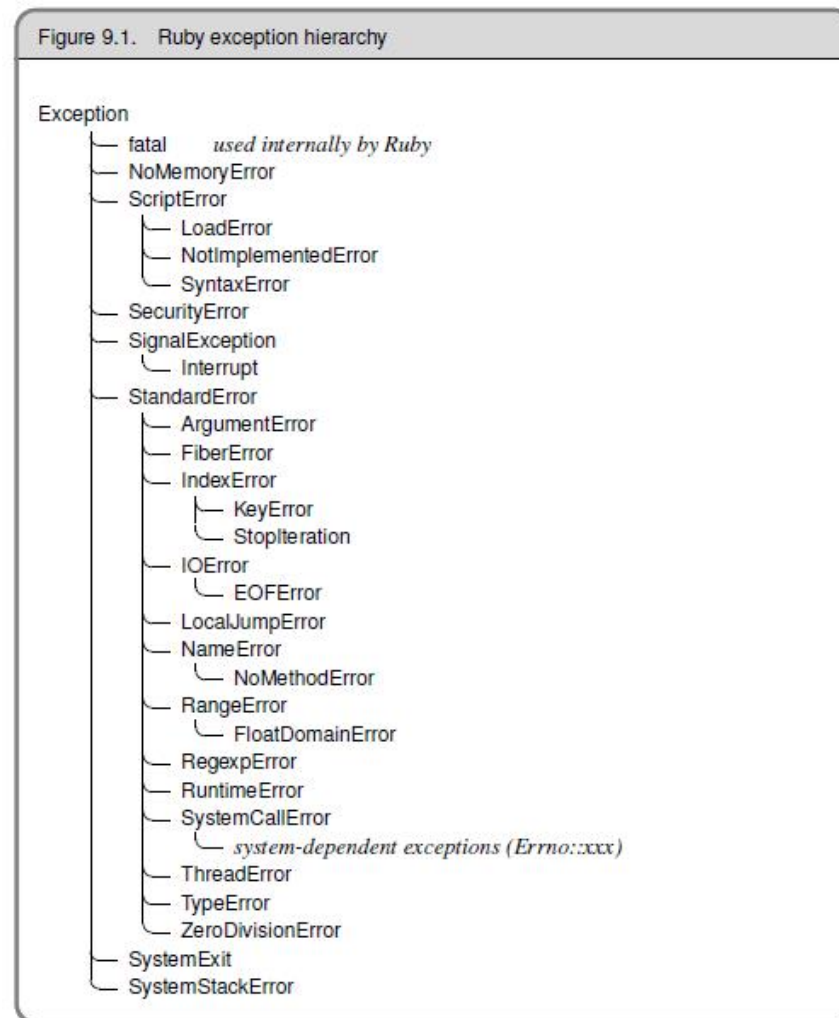 Figure 9.1. Ruby exception hierarchy
Exception
fatal used internally by Ruby
NoMemoryError
ScriptError
LoadError
NotImplementedError
SyntaxError
SecurityError
SignalException
Interrupt
StandardError
ArgumentError
FiberError
IndexError
KeyError
StopIteration
IOError
EOFError
LocalJumpError
NameError
NoMethodError
RangeError
FloatDomainError
RegexpError
RuntimeError
SystemCallError
system-dependent exceptions (Errno::xxx)
ThreadError
TypeError
ZeroDivisionError
SystemExit
SystemStackError